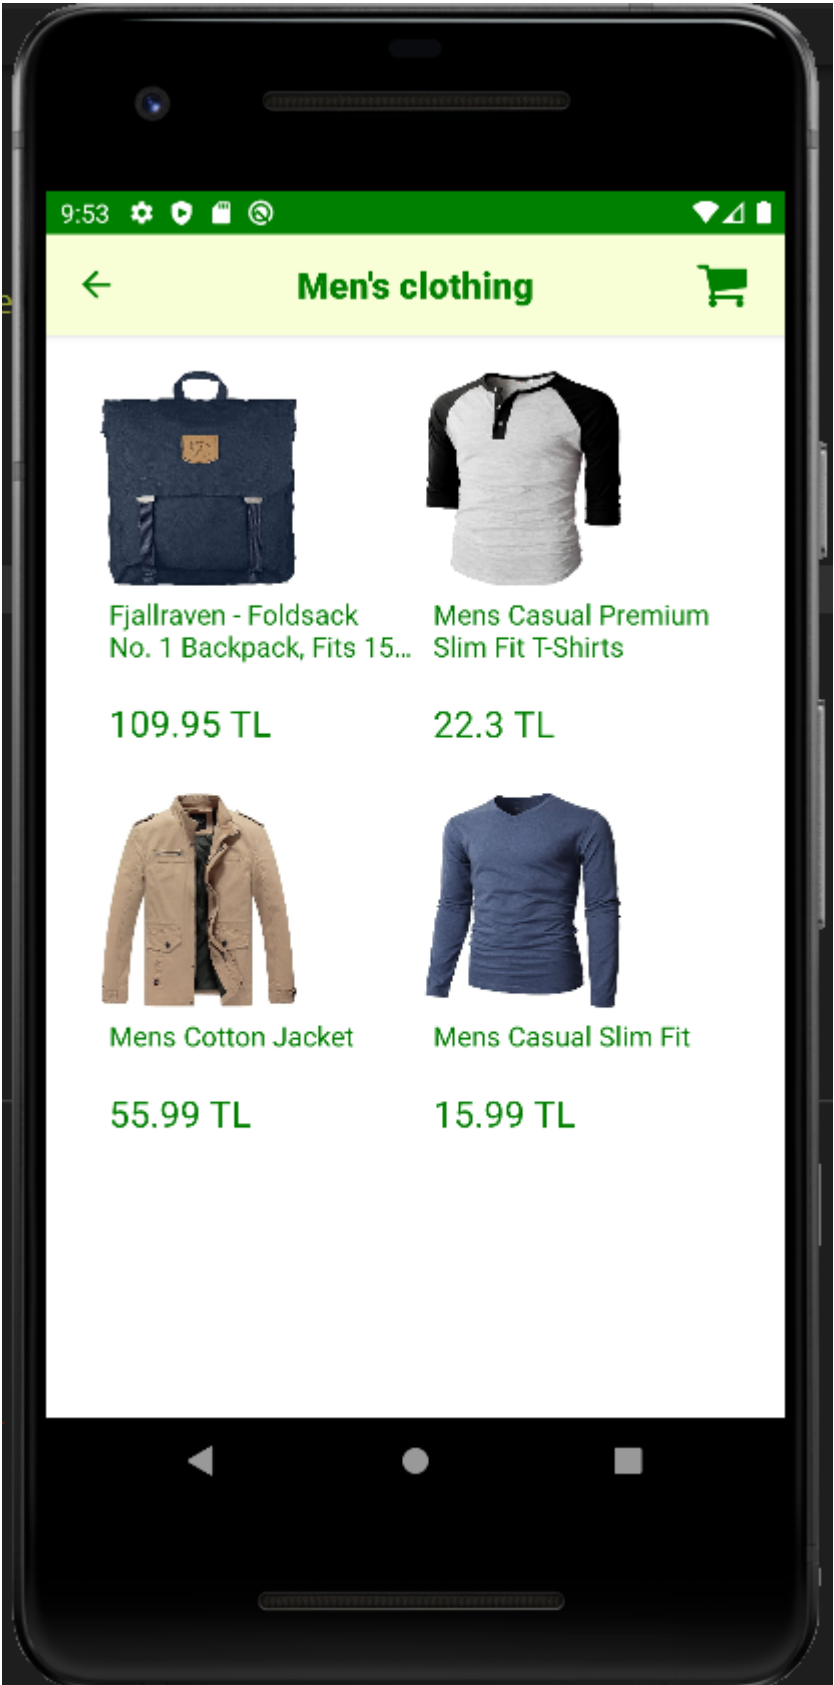 9:53
Men's clothing
Fjallraven - Foldsack
No. 1 Backpack, Fits 15...
109.95 TL
Mens Casual Premium
Slim Fit T-Shirts
22.3 TL
Mens Cotton Jacket
55.99 TL
Mens Casual Slim Fit
15.99 TL